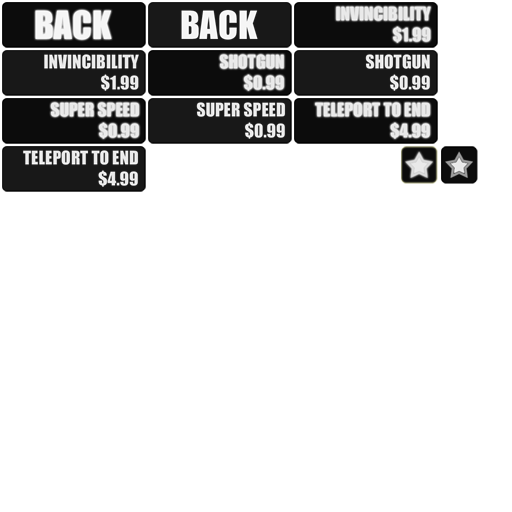 BACK
BACK
INVINCIBILITY
$1.99
INVINCIBILITY
$1.99
SHOTGUN
$0.99
SHOTGUN
$0.99
SUPER SPEED
$0.99
SUPER SPEED
$0.99
TELEPORT TO END
$4.99
TELEPORT TO END
$4.99